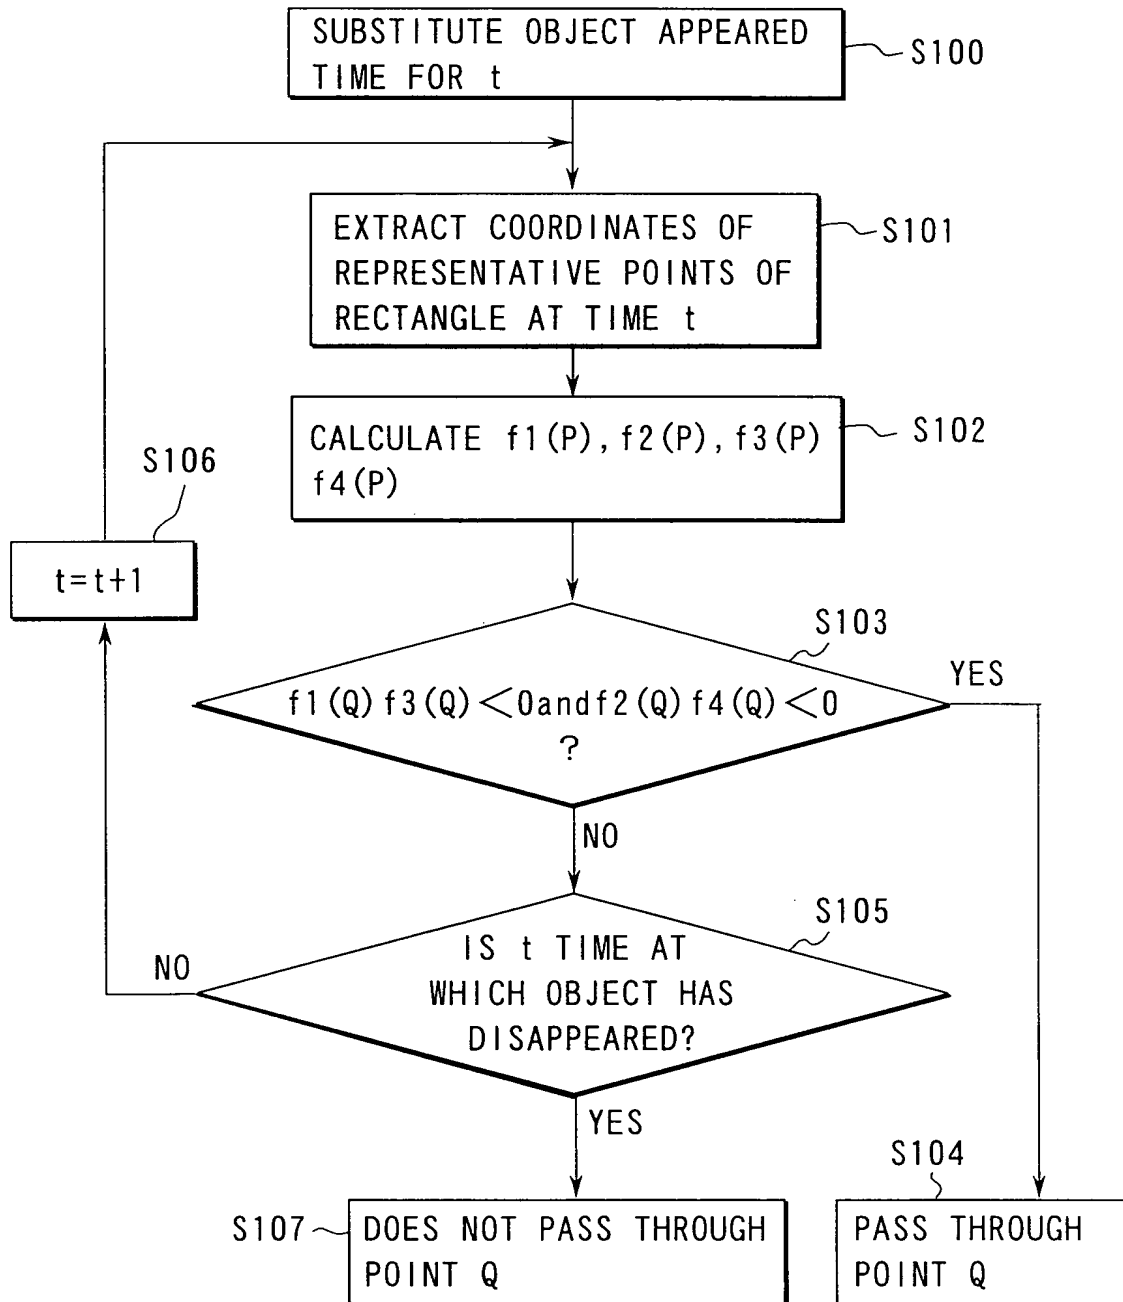 SUBSTITUTE OBJECT APPEARED
TIME FOR t
S100
EXTRACT COORDINATES OF
REPRESENTATIVE POINTS OF
RECTANGLE AT TIME t
S101
CALCULATE f1(P), f2(P), f3(P)
f4(P)
S102
S106
t=t+1
S103
f1(Q)f3(Q)<0andf2(Q)f4(Q)<0
?
YES
NO
S105
IS t TIME AT
WHICH OBJECT HAS
DISAPPEARED?
NO
YES
S104
S107
DOES NOT PASS THROUGH
POINT Q
PASS THROUGH
POINT Q